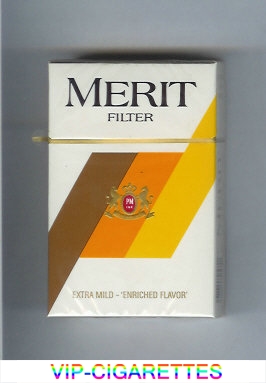 MERIT
FILTER
PM
EXTRA MILD - 'ENRICHED FLAVOR'
VIP-CIGARETTES